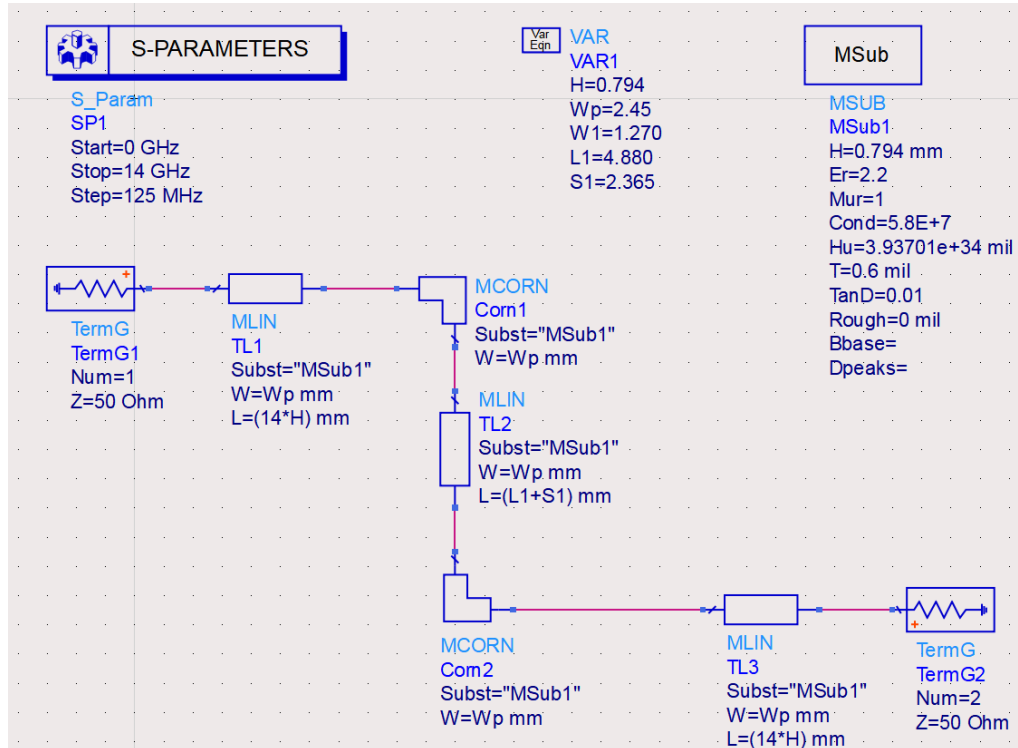 S-PARAMETERS
S_Param
SP1
Start=0 GHz
Stop=14 GHz
Step=125 MHz
Var
Eqn
VAR
VAR1
H=0.794
Wp=2.45
W1=1.270
L1=4.880
S1=2.365
MSub
MSUB
MSub1
H=0.794 mm
Er=2.2
Mur=1
Cond=5.8E+7
Hu=3.93701e+34 mil
T=0.6 mil
TanD=0.01
Rough=0 mil
Bbase=
Dpeaks=
TermG
TermG1
Num=1
Z=50 Ohm
MLIN
TL1
Subst="MSub1"
W=Wp mm
L=(14*H) mm
MCORN
Corn1
Subst="MSub1"
W=Wp mm
MLIN
TL2
Subst="MSub1"
W=Wp mm
L=(L1+S1) mm
MCORN
Corn2
Subst="MSub1"
W=Wp mm
MLIN
TL3
Subst="MSub1"
W=Wp mm
L=(14*H) mm
TermG
TermG2
Num=2
Z=50 Ohm